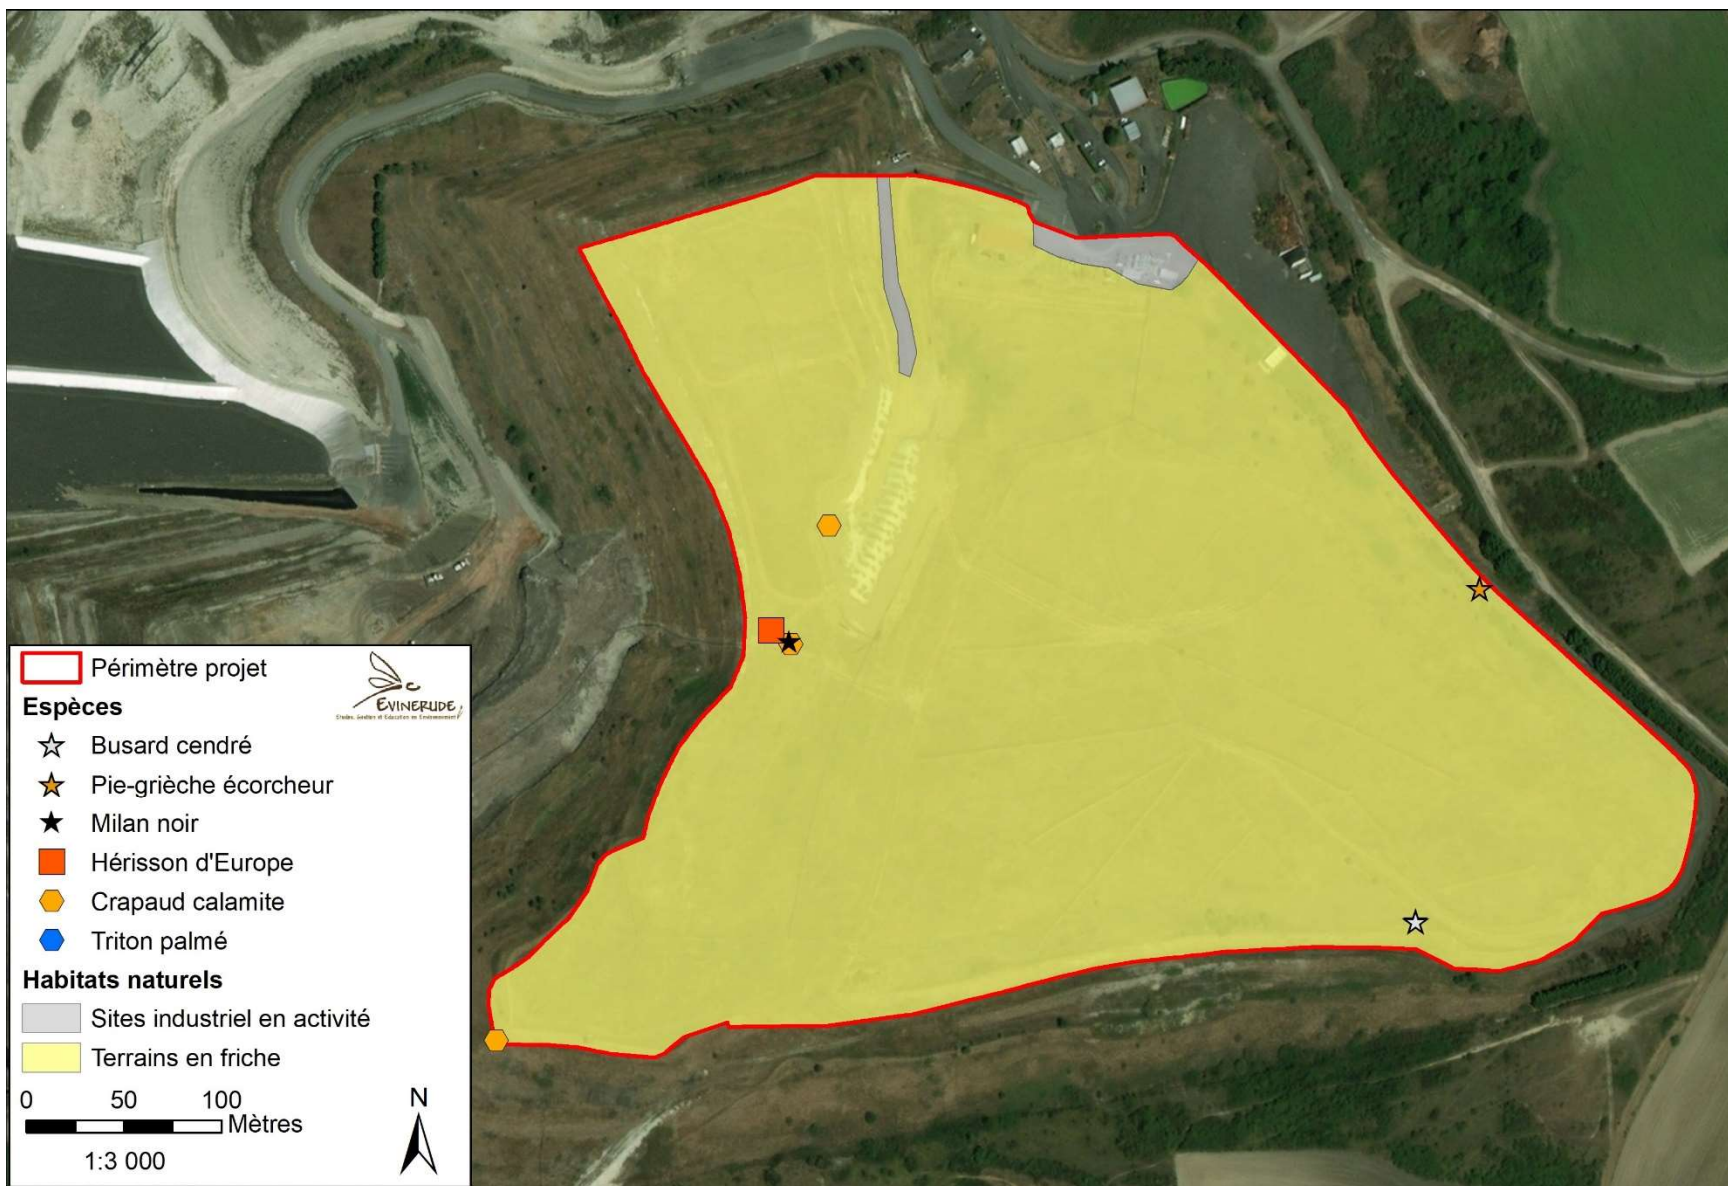 Périmètre projet
EVINERUDE
Espèces
Busard cendré
Pie-grièche écorcheur
Milan noir
Hérisson d'Europe
Crapaud calamite
Triton palmé
Habitats naturels
Sites industriel en activité
Terrains en friche
0 50 100
Mètres
1:3 000
N